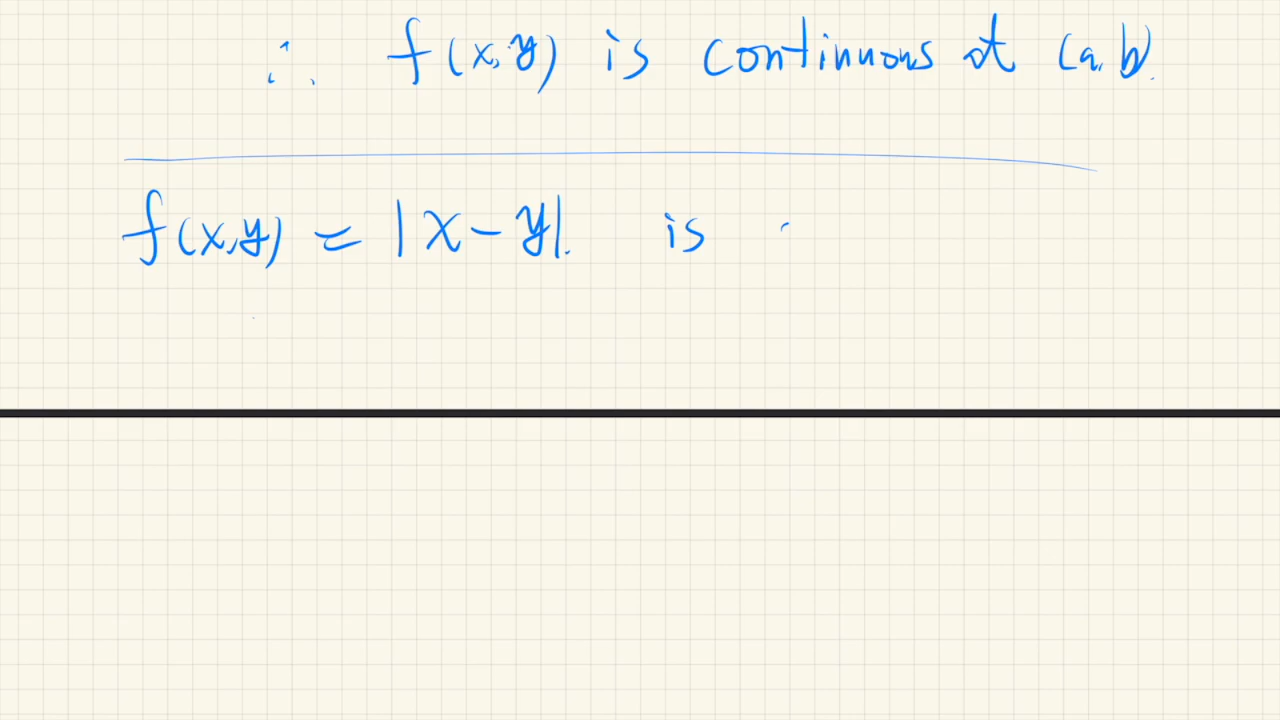 ∴ f(x,y) is continuous at (a,b).
f(x,y) = |x-y|. is